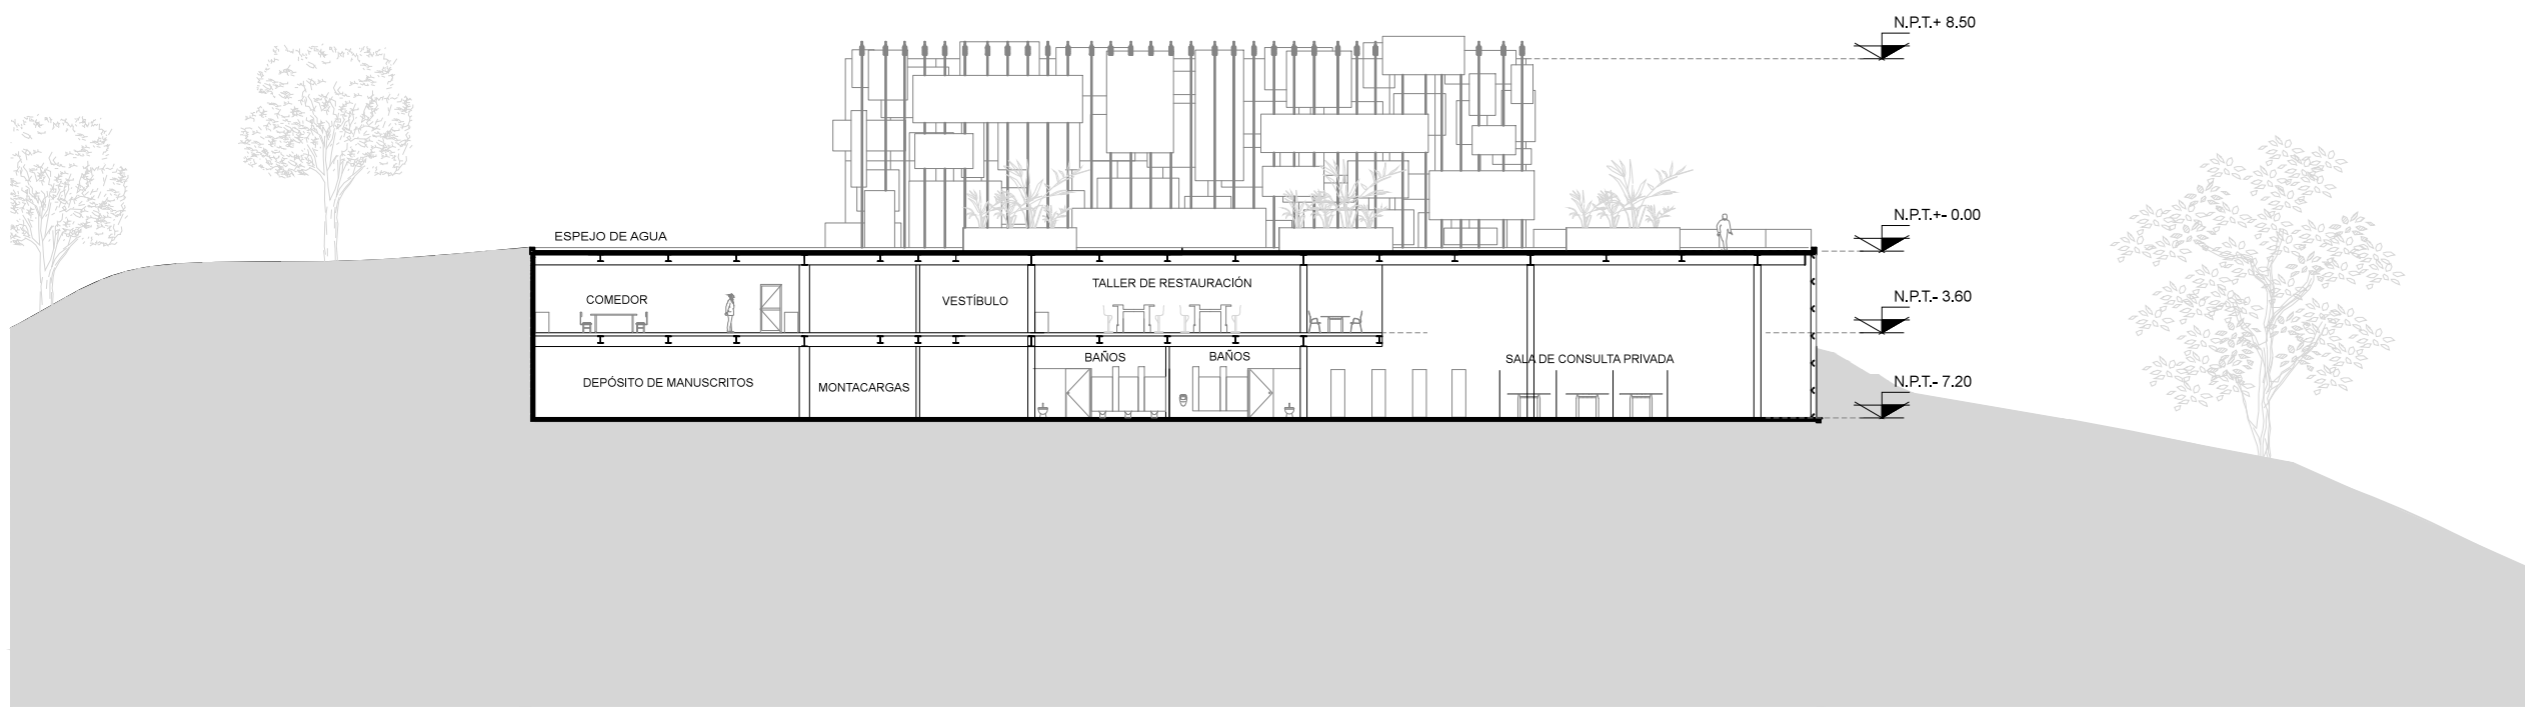 N.P.T.+ 8.50
N.P.T.+- 0.00
ESPEJO DE AGUA
N.P.T.- 3.60
COMEDOR
VESTÍBULO
TALLER DE RESTAURACIÓN
N.P.T.- 7.20
DEPÓSITO DE MANUSCRITOS
MONTACARGAS
BAÑOS
BAÑOS
SALA DE CONSULTA PRIVADA